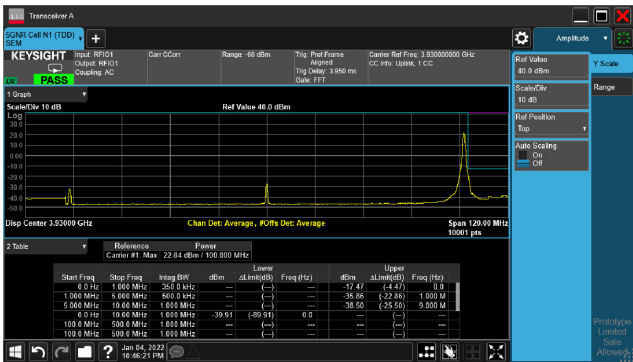 Transceiver A
5GNR Cell N1 (TDD)
SEM
Amplitude
KEYSIGHT
Input: RFIO1
Output: RFIO1
Coupling: AC
Corr CCorr
Range: -60 dBm
Trig: Prot Frame
Aligned
Trig Delay: 3.950 ms
Gate: FFT
Carrier Ref Freq: 3.930000000 GHz
CC Info: Uplink, 1 CC
PASS
Ref Value
40.0 dBm
Y Scale
Scale/Div
10 dB
Range
Ref Position
Top
Auto Scaling
On
Off
1 Graph
Scale/Div 10 dB
Ref Value 40.0 dBm
Log
30.0
20.0
10.0
0.00
-10.0
-20.0
-30.0
-40.0
-50.0
Disp Center 3.93000 GHz
Chan Det: Average, #Offs Det: Average
Span 120.00 MHz
10001 pts
2 Table
Reference Power
Carrier #1: Max 22.84 dBm / 100.000 MHz
Lower Upper
Start Freq Stop Freq Integ BW dBm ΔLimit(dB) Freq (Hz) dBm ΔLimit(dB) Freq (Hz)
0.0 Hz 1.000 MHz 350.0 kHz --- (---) --- -17.47 (-4.47) 0.0
1.000 MHz 5.000 MHz 500.0 kHz --- (---) --- -35.86 (-22.86) 1.000 M
5.000 MHz 10.00 MHz 1.000 MHz --- (---) --- -38.50 (-25.50) 9.000 M
0.0 Hz 10.00 MHz 1.000 MHz -39.91 (-89.91) 0.0 --- (---) ---
100.0 MHz 500.0 MHz 1.000 MHz --- (---) --- --- (---) ---
100.0 MHz 500.0 MHz 1.000 MHz --- (---) --- --- (---) ---
Prototype
Limited
Sale
Allowed
Jan 04, 2022
10:46:21 PM